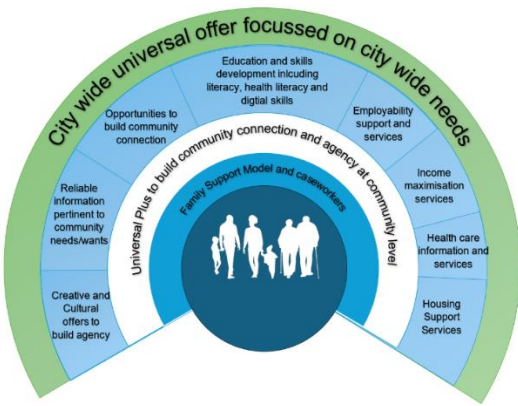 City wide universal offer focussed on city wide needs
Education and skills
development inlcuding
literacy, health literacy and
digtial skills
Opportunities to
build community
connection
Employability
support and
services
Reliable
information
pertinent to
community
needs/wants
Income
maximisation
services
Creative and
Cultural
offers to
build agency
Health care
information and
services
Housing
Support
Services
Universal Plus to build community connection and agency at community level
Family Support Model and caseworkers